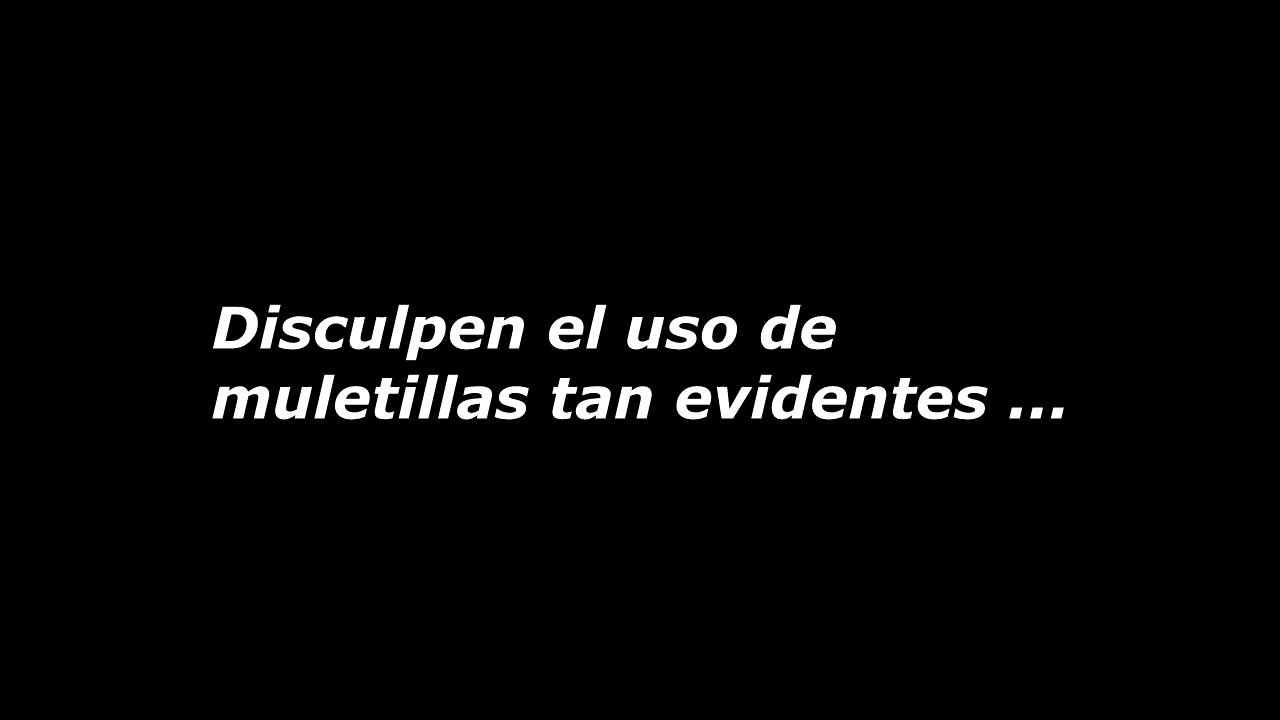 Disculpen el uso de
muletillas tan evidentes ...